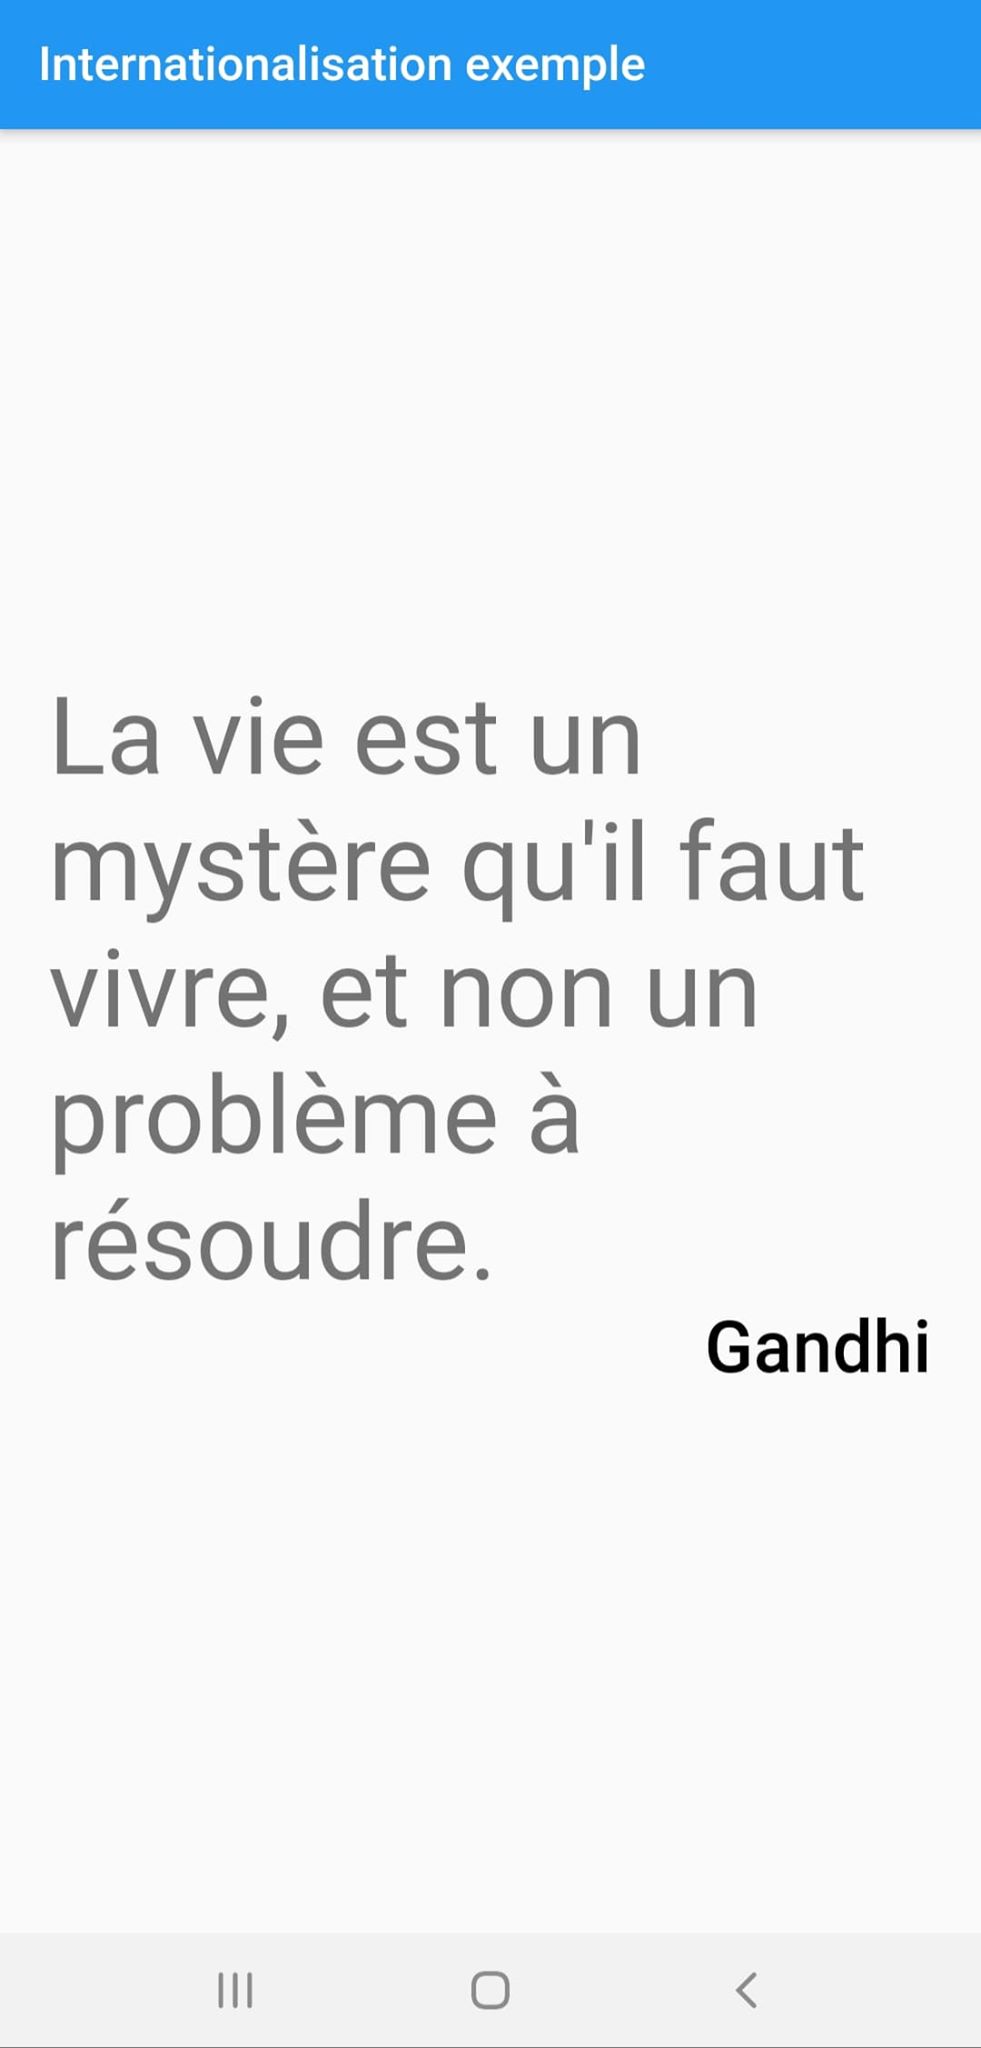 Internationalisation exemple
La vie est un
mystère qu'il faut
vivre, et non un
problème à
résoudre.
Gandhi